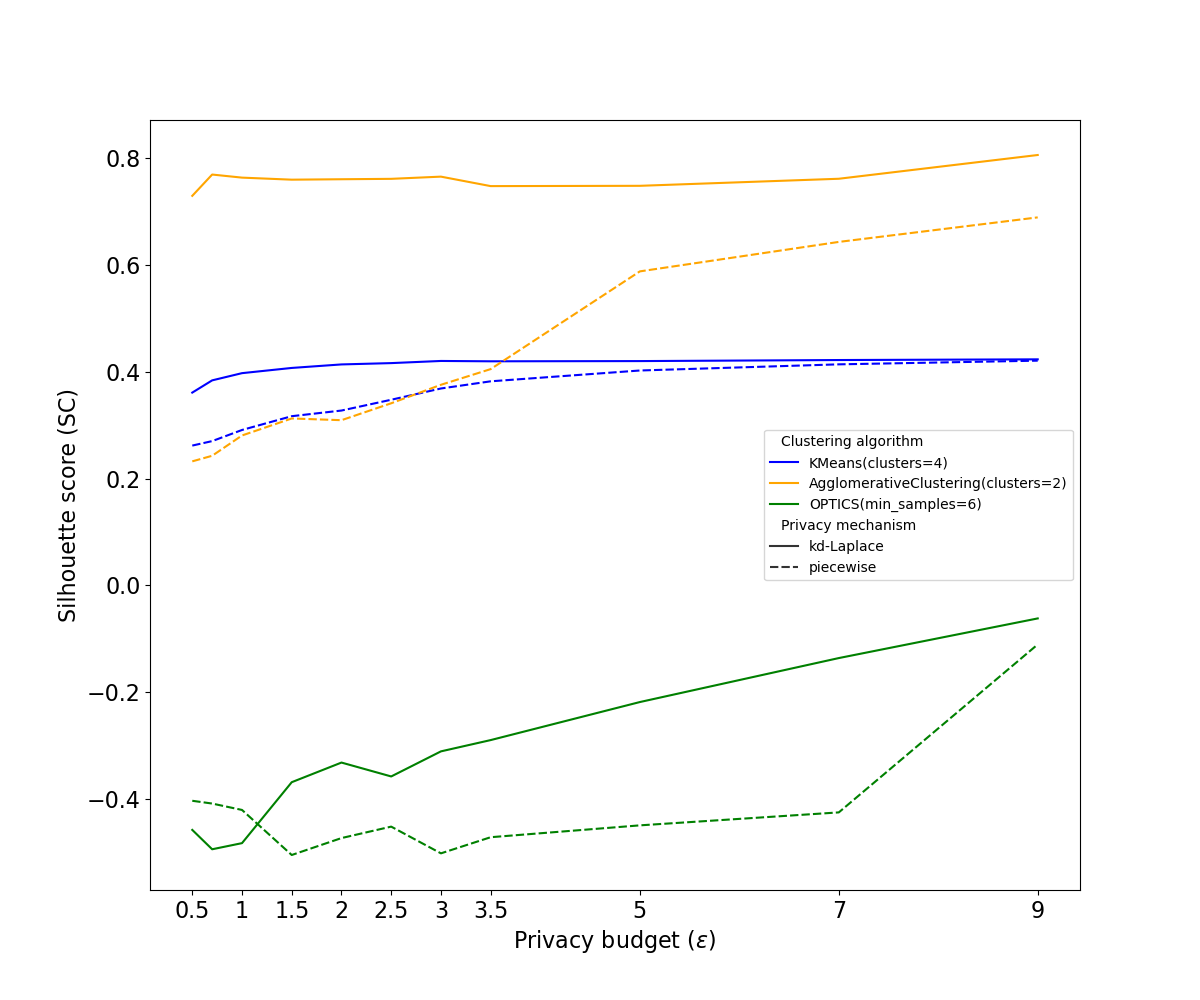 0.8
0.6
0.4
0.2
0.0
−0.2
−0.4
Silhouette score (SC)
Clustering algorithm
KMeans(clusters=4)
AgglomerativeClustering(clusters=2)
OPTICS(min_samples=6)
Privacy mechanism
kd-Laplace
piecewise
0.5 1 1.5 2 2.5 3 3.5 5 7 9
Privacy budget (ε)